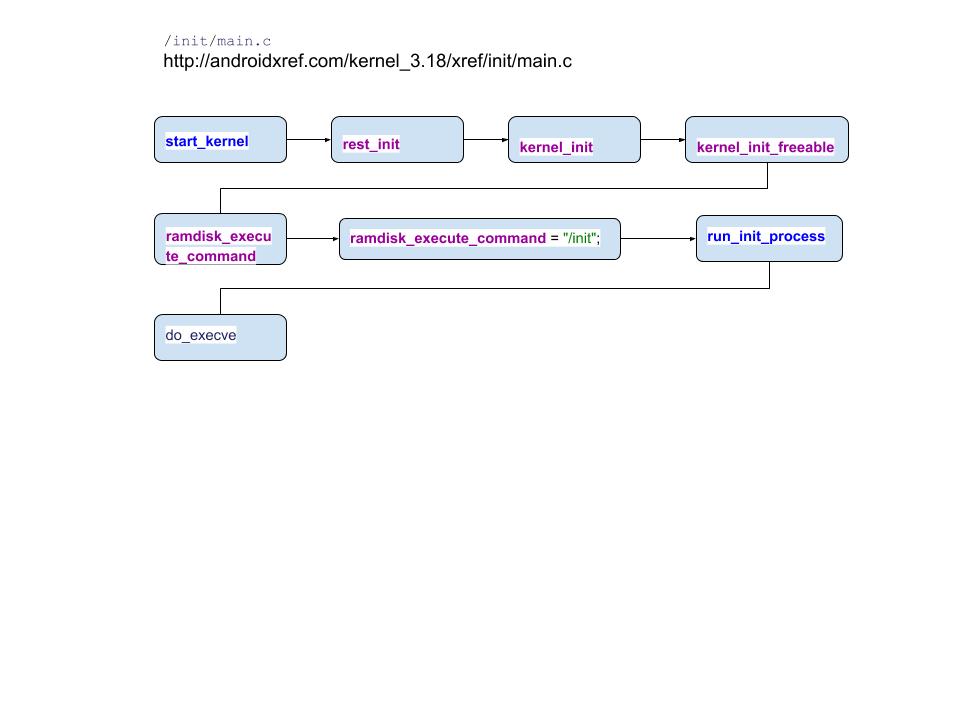 /init/main.c
http://androidxref.com/kernel_3.18/xref/init/main.c
start_kernel
rest_init
kernel_init
kernel_init_freeable
ramdisk_execu
te_command
ramdisk_execute_command = "/init";
run_init_process
do_execve